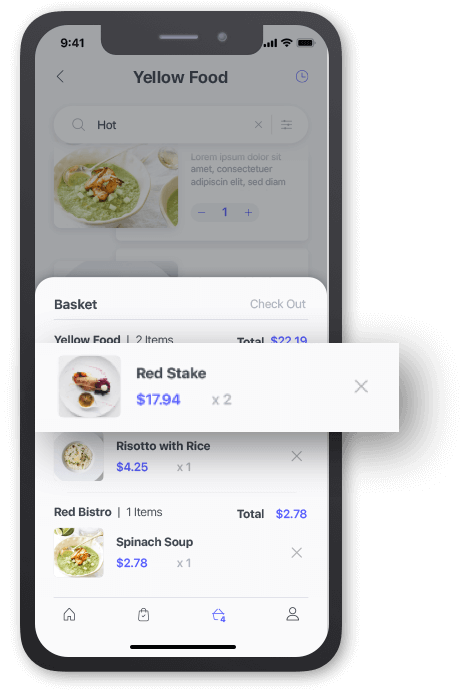 9:41
Yellow Food
Hot
Lorem ipsum dolor sit
amet, consectetuer
adipiscin elit, sed diam
− 1 +
Basket Check Out
Yellow Food | 2 Items Total $22.19
Red Stake
$17.94 x 2
Risotto with Rice
$4.25 x 1
Red Bistro | 1 Items Total $2.78
Spinach Soup
$2.78 x 1
4